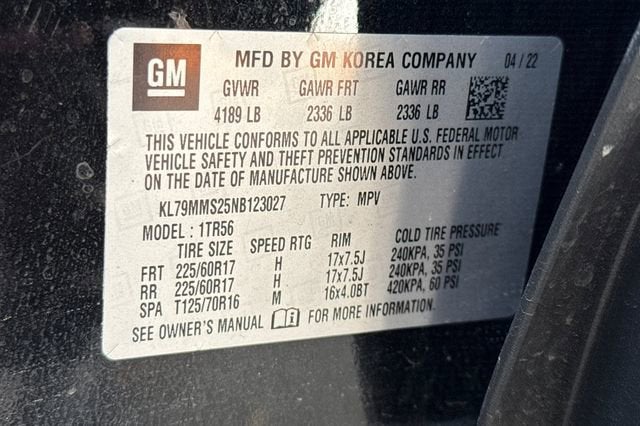 GM
MFD BY GM KOREA COMPANY 04 / 22
GVWR GAWR FRT GAWR RR
4189 LB 2336 LB 2336 LB
THIS VEHICLE CONFORMS TO ALL APPLICABLE U.S. FEDERAL MOTOR
VEHICLE SAFETY AND THEFT PREVENTION STANDARDS IN EFFECT
ON THE DATE OF MANUFACTURE SHOWN ABOVE.
KL79MMS25NB123027 TYPE: MPV
MODEL : 1TR56
TIRE SIZE SPEED RTG RIM COLD TIRE PRESSURE
FRT 225/60R17 H 17x7.5J 240KPA, 35 PSI
RR 225/60R17 H 17x7.5J 240KPA, 35 PSI
SPA T125/70R16 M 16x4.0BT 420KPA, 60 PSI
SEE OWNER'S MANUAL FOR MORE INFORMATION.